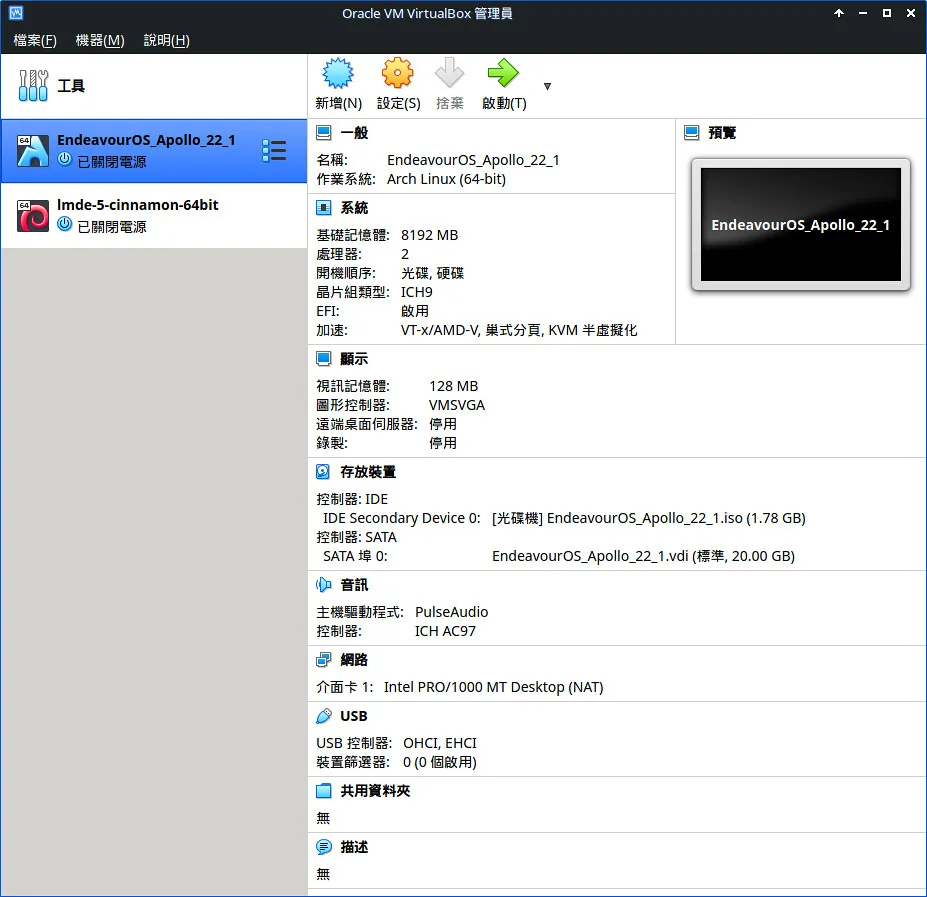 Oracle VM VirtualBox 管理員
檔案(F) 機器(M) 說明(H)
工具
64
EndeavourOS_Apollo_22_1
已關閉電源
64
lmde-5-cinnamon-64bit
已關閉電源
新增(N) 設定(S) 捨棄 啟動(T)
一般
名稱: EndeavourOS_Apollo_22_1
作業系統: Arch Linux (64-bit)
預覽
EndeavourOS_Apollo_22_1
系統
基礎記憶體: 8192 MB
處理器: 2
開機順序: 光碟, 硬碟
晶片組類型: ICH9
EFI: 啟用
加速: VT-x/AMD-V, 巢式分頁, KVM 半虛擬化
顯示
視訊記憶體: 128 MB
圖形控制器: VMSVGA
遠端桌面伺服器: 停用
錄製: 停用
存放裝置
控制器: IDE
IDE Secondary Device 0: [光碟機] EndeavourOS_Apollo_22_1.iso (1.78 GB)
控制器: SATA
SATA 埠 0: EndeavourOS_Apollo_22_1.vdi (標準, 20.00 GB)
音訊
主機驅動程式: PulseAudio
控制器: ICH AC97
網路
介面卡 1: Intel PRO/1000 MT Desktop (NAT)
USB
USB 控制器: OHCI, EHCI
裝置篩選器: 0 (0 個啟用)
共用資料夾
無
描述
無